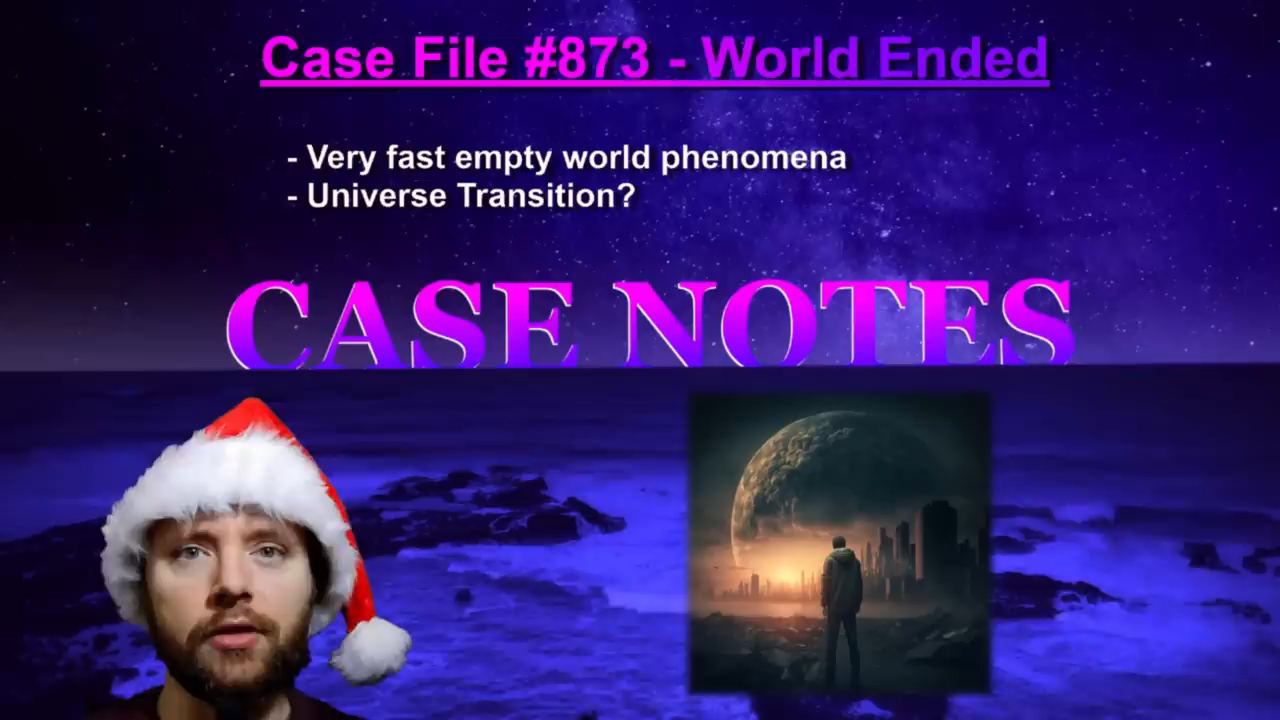 Case File #873 - World Ended
- Very fast empty world phenomena
- Universe Transition?
CASE NOTES